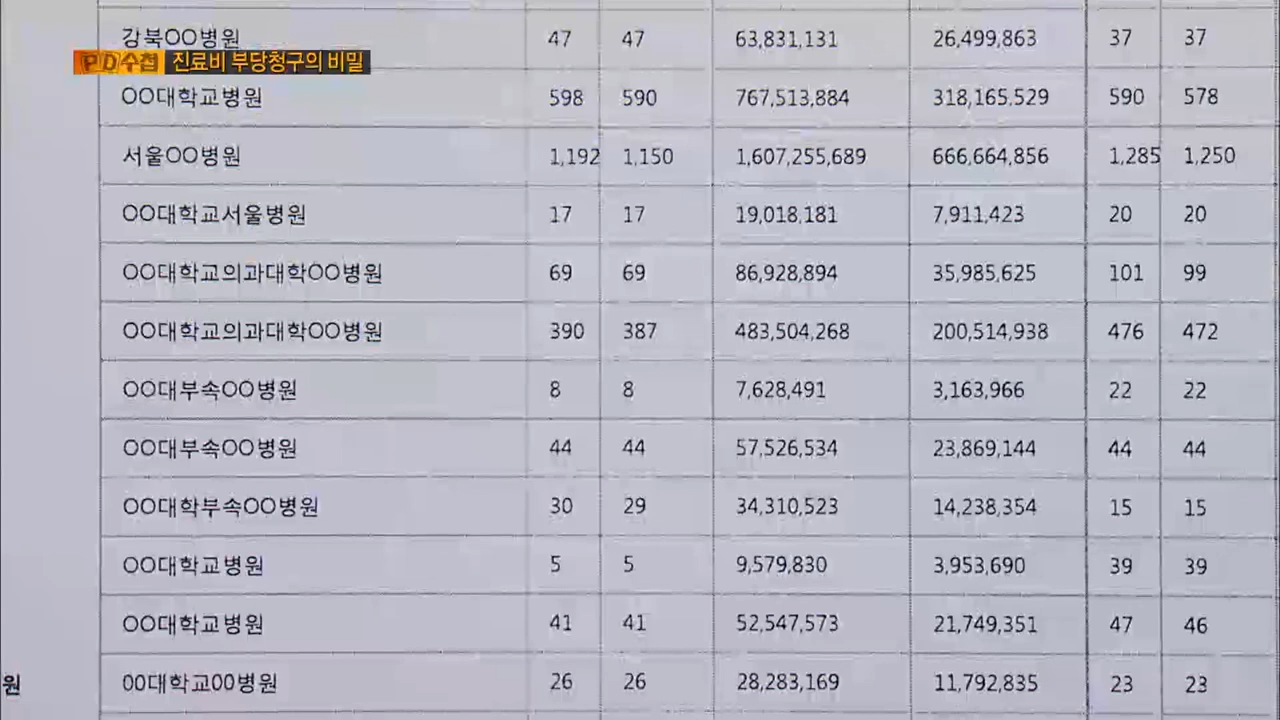 강북OO병원 47 47 63,831,131 26,499,863 37 37
PD수첩 진료비 부당청구의 비밀
OO대학교병원 598 590 767,513,884 318,165,529 590 578
서울OO병원 1,192 1,150 1,607,255,689 666,664,856 1,285 1,250
OO대학교서울병원 17 17 19,018,181 7,911,423 20 20
OO대학교의과대학OO병원 69 69 86,928,894 35,985,625 101 99
OO대학교의과대학OO병원 390 387 483,504,268 200,514,938 476 472
OO대부속OO병원 8 8 7,628,491 3,163,966 22 22
OO대부속OO병원 44 44 57,526,534 23,869,144 44 44
OO대학부속OO병원 30 29 34,310,523 14,238,354 15 15
OO대학교병원 5 5 9,579,830 3,953,690 39 39
OO대학교병원 41 41 52,547,573 21,749,351 47 46
원 00대학교00병원 26 26 28,283,169 11,792,835 23 23